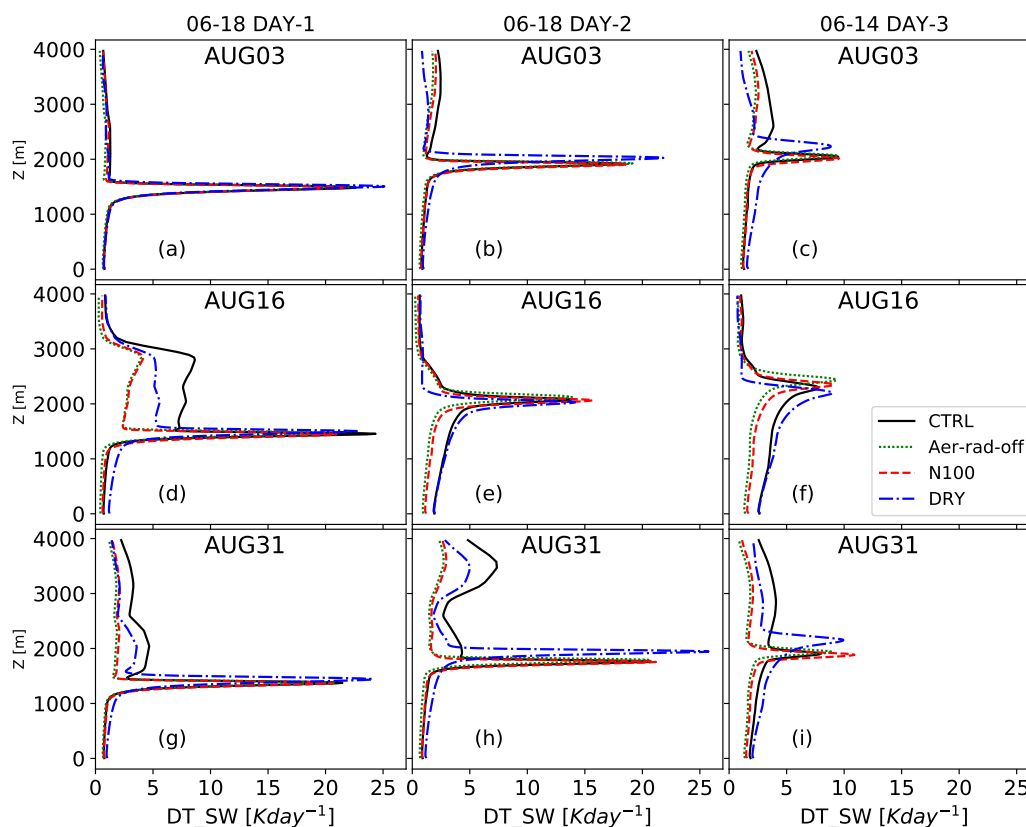 06-18 DAY-1 06-18 DAY-2 06-14 DAY-3
AUG03 AUG03 AUG03
4000
3000
2000
1000
0
Z [m]
(a) (b) (c)
AUG16 AUG16 AUG16
4000
3000
2000
1000
0
CTRL
Aer-rad-off
N100
DRY
(d) (e) (f)
AUG31 AUG31 AUG31
4000
3000
2000
1000
0
Z [m]
(g) (h) (i)
0 5 10 15 20 25 0 5 10 15 20 25 0 5 10 15 20 25
DT_SW [Kday⁻¹] DT_SW [Kday⁻¹] DT_SW [Kday⁻¹]